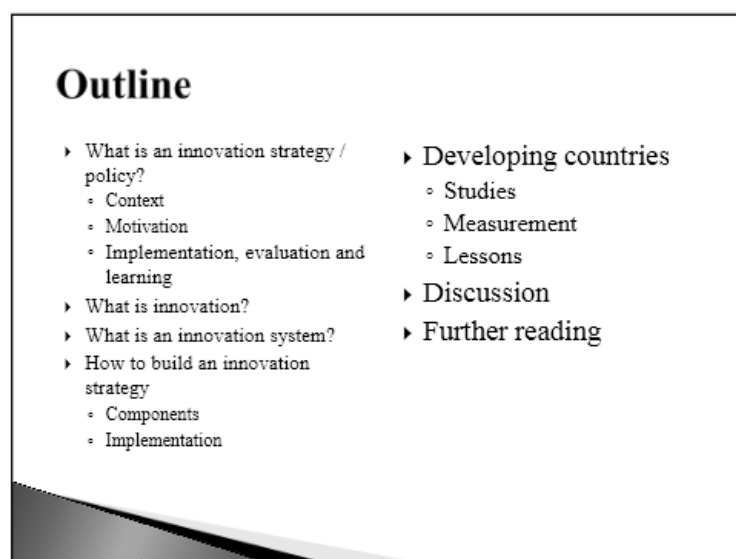 Outline
What is an innovation strategy /
policy?
Context
Motivation
Implementation, evaluation and
learning
What is innovation?
What is an innovation system?
How to build an innovation
strategy
Components
Implementation
Developing countries
Studies
Measurement
Lessons
Discussion
Further reading